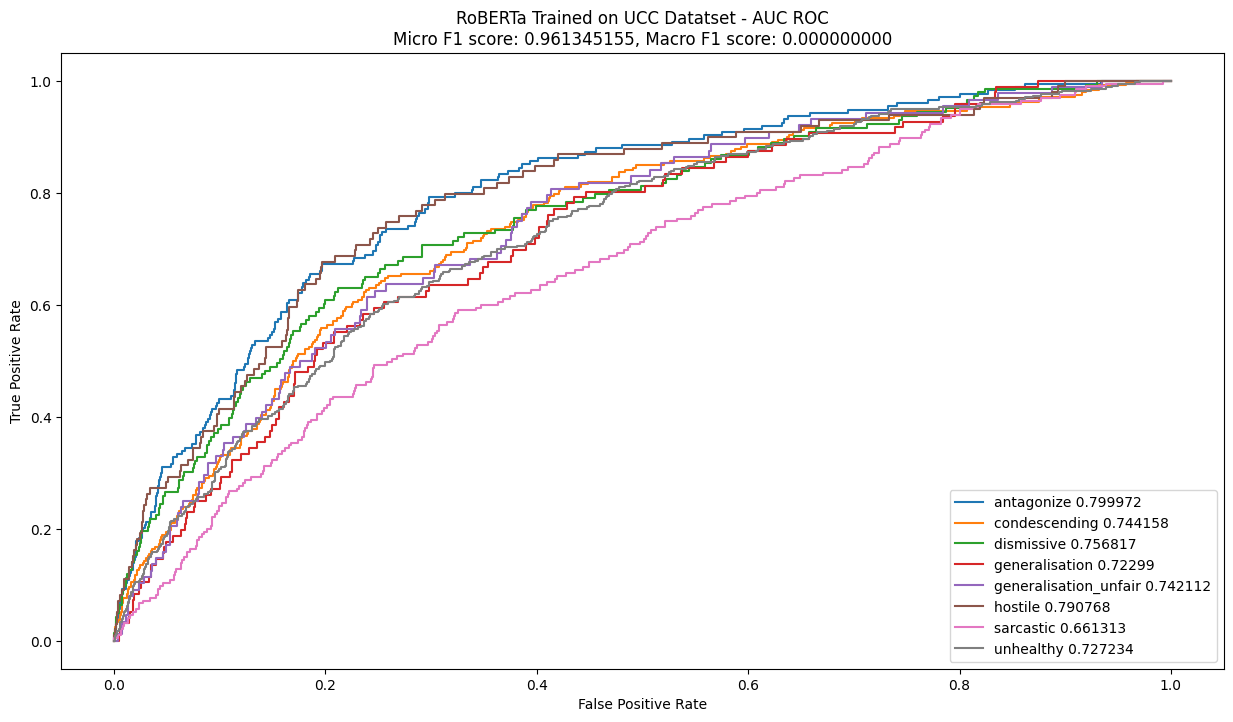 RoBERTa Trained on UCC Datatset - AUC ROC
Micro F1 score: 0.961345155, Macro F1 score: 0.000000000
1.0
0.8
0.6
0.4
0.2
0.0
True Positive Rate
antagonize 0.799972
condescending 0.744158
dismissive 0.756817
generalisation 0.72299
generalisation_unfair 0.742112
hostile 0.790768
sarcastic 0.661313
unhealthy 0.727234
0.0 0.2 0.4 0.6 0.8 1.0
False Positive Rate